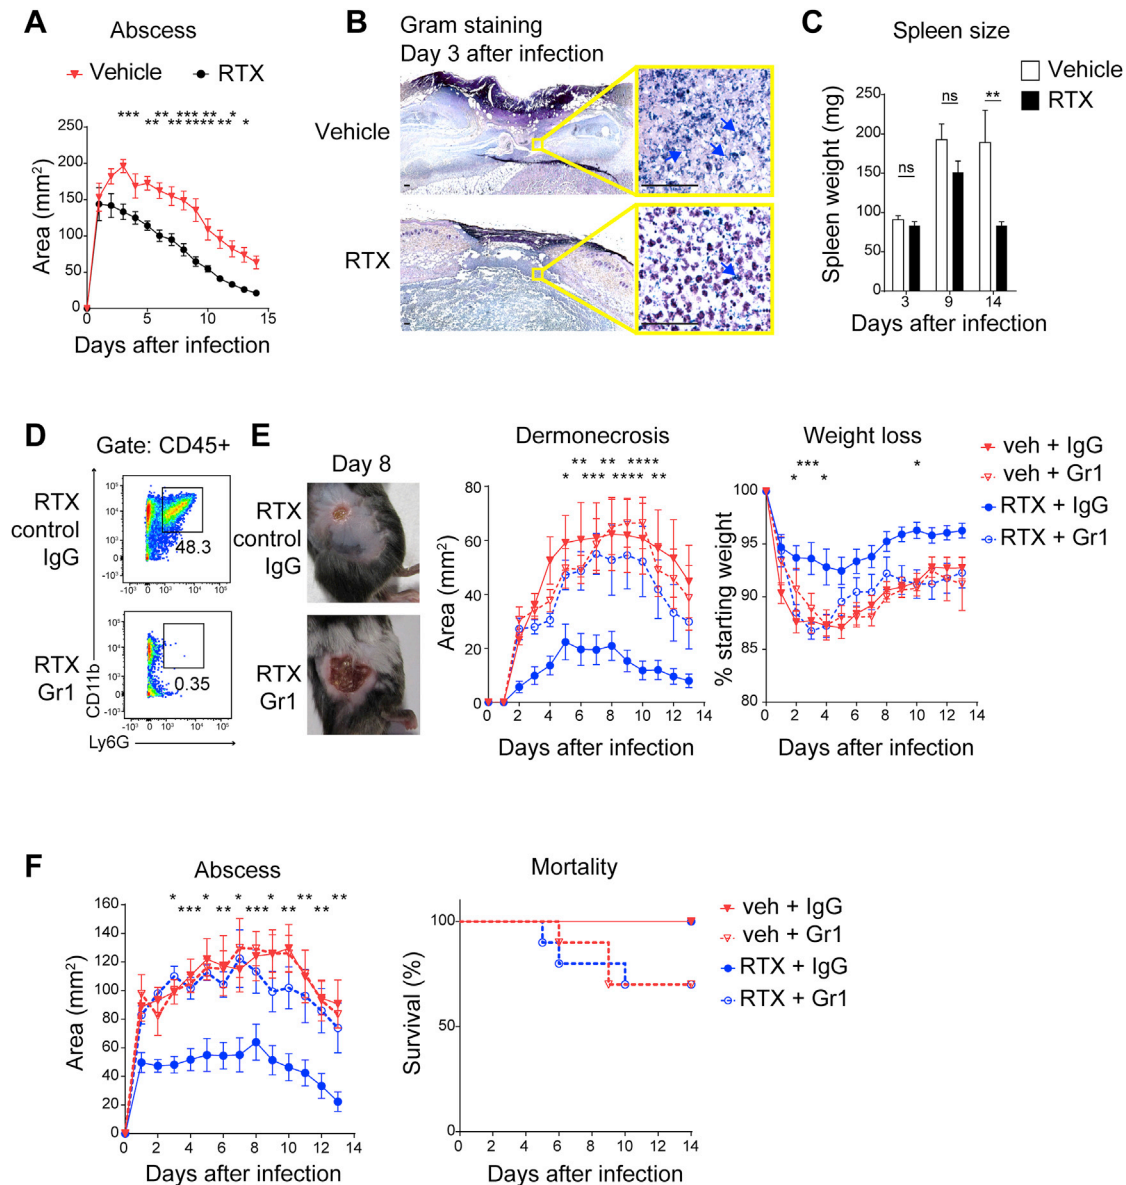 A
Abscess
Vehicle RTX
*** ** *** *
** ** **** ** *
250
200
150
100
50
0
Area (mm²)
0 5 10 15
Days after infection
B
Gram staining
Day 3 after infection
Vehicle
RTX
C
Spleen size
Vehicle
RTX
ns ns **
400
300
200
100
0
Spleen weight (mg)
3 9 14
Days after infection
D
Gate: CD45+
RTX
control
IgG
48.3
RTX
Gr1
0.35
CD11b
Ly6G
E
Day 8
RTX
control
IgG
RTX
Gr1
Dermonecrosis
** ** ****
* *** **** **
80
60
40
20
0
Area (mm²)
0 2 4 6 8 10 12 14
Days after infection
Weight loss
*** *
* *
100
95
90
85
80
% starting weight
0 2 4 6 8 10 12 14
Days after infection
veh + IgG
veh + Gr1
RTX + IgG
RTX + Gr1
F
Abscess
* * * * ** **
*** ** *** ** **
160
140
120
100
80
60
40
20
0
Area (mm²)
0 2 4 6 8 10 12 14
Days after infection
Mortality
100
50
0
Survival (%)
0 2 4 6 8 10 12 14
Days after infection
veh + IgG
veh + Gr1
RTX + IgG
RTX + Gr1